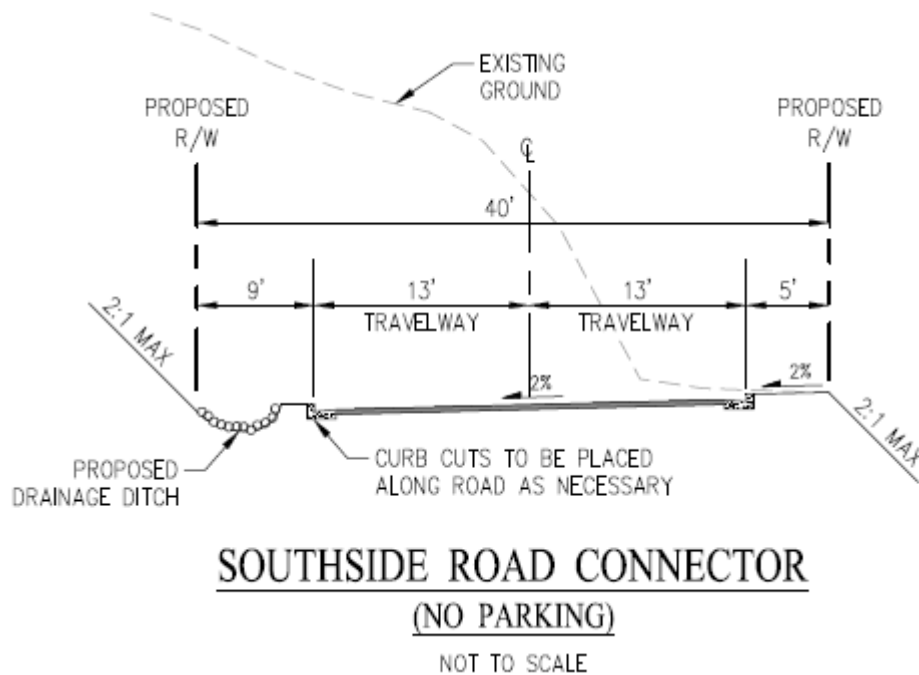 EXISTING
GROUND
PROPOSED
R/W
PROPOSED
R/W
℄
40'
9'
13'
13'
5'
TRAVELWAY
TRAVELWAY
2:1 MAX
2%
2%
2:1 MAX
PROPOSED
DRAINAGE DITCH
CURB CUTS TO BE PLACED
ALONG ROAD AS NECESSARY
SOUTHSIDE ROAD CONNECTOR
(NO PARKING)
NOT TO SCALE